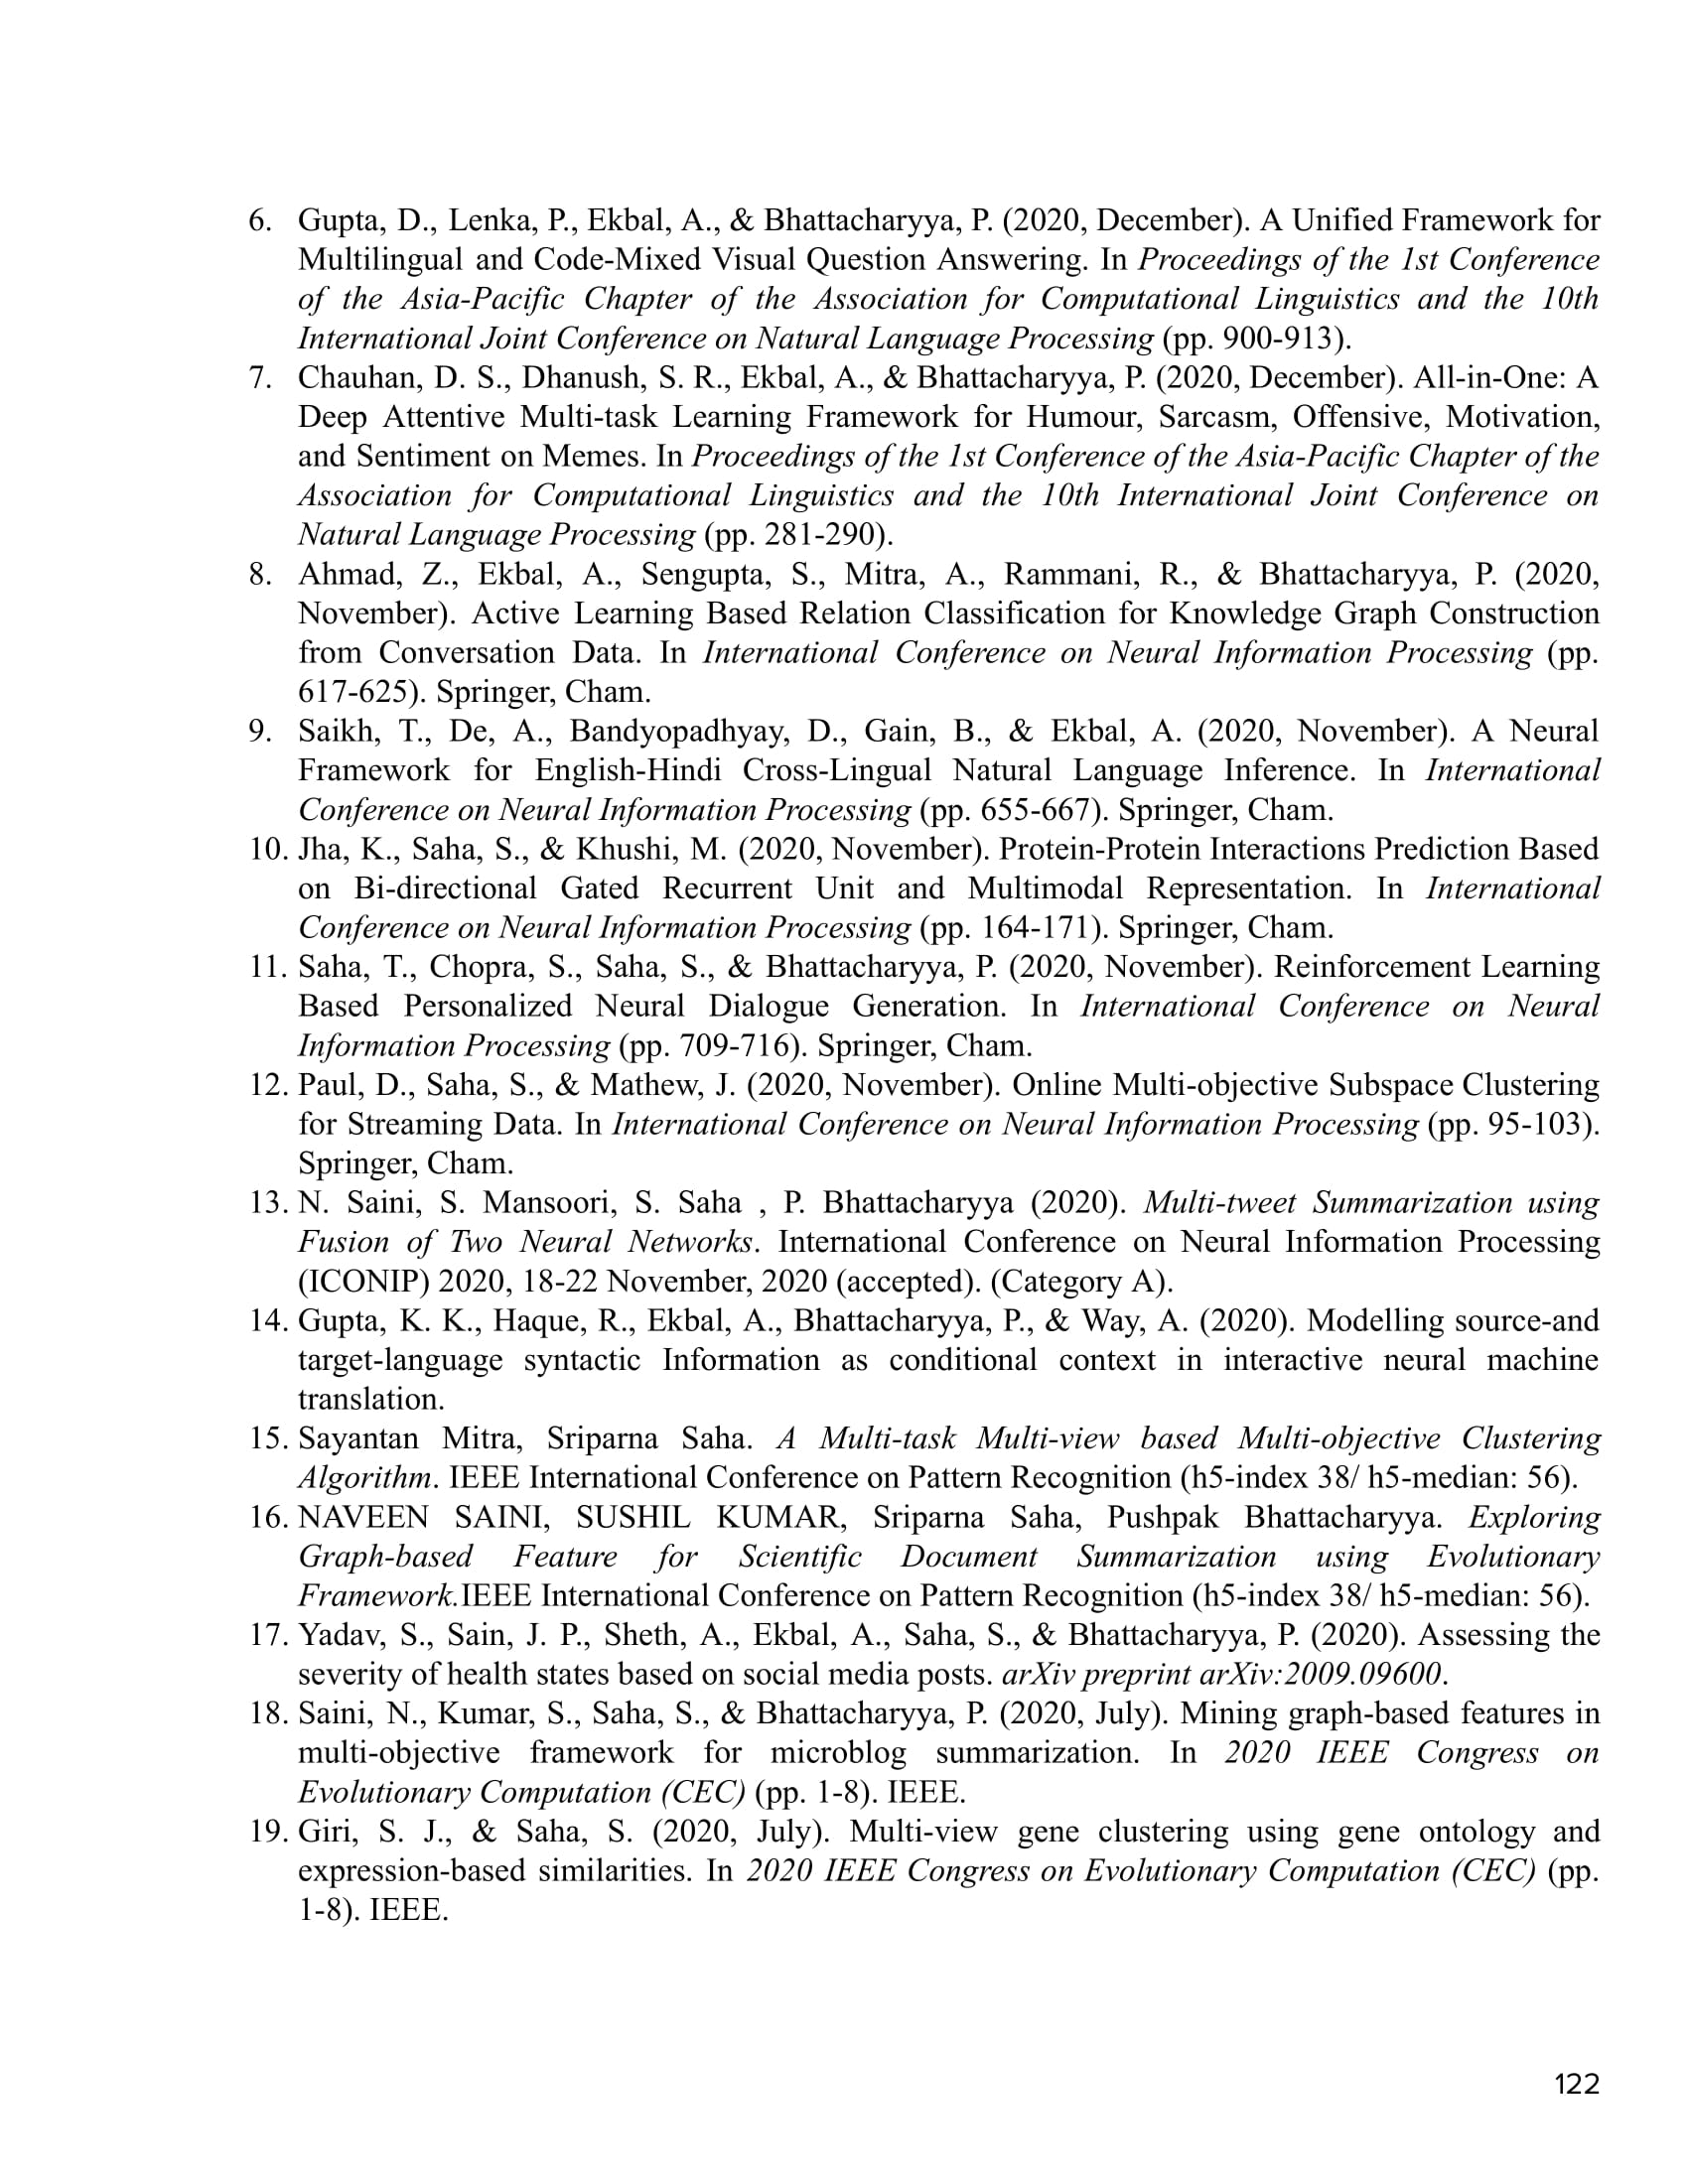 6. Gupta, D., Lenka, P., Ekbal, A., & Bhattacharyya, P. (2020, December). A Unified Framework for
Multilingual and Code-Mixed Visual Question Answering. In Proceedings of the 1st Conference
of the Asia-Pacific Chapter of the Association for Computational Linguistics and the 10th
International Joint Conference on Natural Language Processing (pp. 900-913).
7. Chauhan, D. S., Dhanush, S. R., Ekbal, A., & Bhattacharyya, P. (2020, December). All-in-One: A
Deep Attentive Multi-task Learning Framework for Humour, Sarcasm, Offensive, Motivation,
and Sentiment on Memes. In Proceedings of the 1st Conference of the Asia-Pacific Chapter of the
Association for Computational Linguistics and the 10th International Joint Conference on
Natural Language Processing (pp. 281-290).
8. Ahmad, Z., Ekbal, A., Sengupta, S., Mitra, A., Rammani, R., & Bhattacharyya, P. (2020,
November). Active Learning Based Relation Classification for Knowledge Graph Construction
from Conversation Data. In International Conference on Neural Information Processing (pp.
617-625). Springer, Cham.
9. Saikh, T., De, A., Bandyopadhyay, D., Gain, B., & Ekbal, A. (2020, November). A Neural
Framework for English-Hindi Cross-Lingual Natural Language Inference. In International
Conference on Neural Information Processing (pp. 655-667). Springer, Cham.
10. Jha, K., Saha, S., & Khushi, M. (2020, November). Protein-Protein Interactions Prediction Based
on Bi-directional Gated Recurrent Unit and Multimodal Representation. In International
Conference on Neural Information Processing (pp. 164-171). Springer, Cham.
11. Saha, T., Chopra, S., Saha, S., & Bhattacharyya, P. (2020, November). Reinforcement Learning
Based Personalized Neural Dialogue Generation. In International Conference on Neural
Information Processing (pp. 709-716). Springer, Cham.
12. Paul, D., Saha, S., & Mathew, J. (2020, November). Online Multi-objective Subspace Clustering
for Streaming Data. In International Conference on Neural Information Processing (pp. 95-103).
Springer, Cham.
13. N. Saini, S. Mansoori, S. Saha , P. Bhattacharyya (2020). Multi-tweet Summarization using
Fusion of Two Neural Networks. International Conference on Neural Information Processing
(ICONIP) 2020, 18-22 November, 2020 (accepted). (Category A).
14. Gupta, K. K., Haque, R., Ekbal, A., Bhattacharyya, P., & Way, A. (2020). Modelling source-and
target-language syntactic Information as conditional context in interactive neural machine
translation.
15. Sayantan Mitra, Sriparna Saha. A Multi-task Multi-view based Multi-objective Clustering
Algorithm. IEEE International Conference on Pattern Recognition (h5-index 38/ h5-median: 56).
16. NAVEEN SAINI, SUSHIL KUMAR, Sriparna Saha, Pushpak Bhattacharyya. Exploring
Graph-based Feature for Scientific Document Summarization using Evolutionary
Framework.IEEE International Conference on Pattern Recognition (h5-index 38/ h5-median: 56).
17. Yadav, S., Sain, J. P., Sheth, A., Ekbal, A., Saha, S., & Bhattacharyya, P. (2020). Assessing the
severity of health states based on social media posts. arXiv preprint arXiv:2009.09600.
18. Saini, N., Kumar, S., Saha, S., & Bhattacharyya, P. (2020, July). Mining graph-based features in
multi-objective framework for microblog summarization. In 2020 IEEE Congress on
Evolutionary Computation (CEC) (pp. 1-8). IEEE.
19. Giri, S. J., & Saha, S. (2020, July). Multi-view gene clustering using gene ontology and
expression-based similarities. In 2020 IEEE Congress on Evolutionary Computation (CEC) (pp.
1-8). IEEE.
122